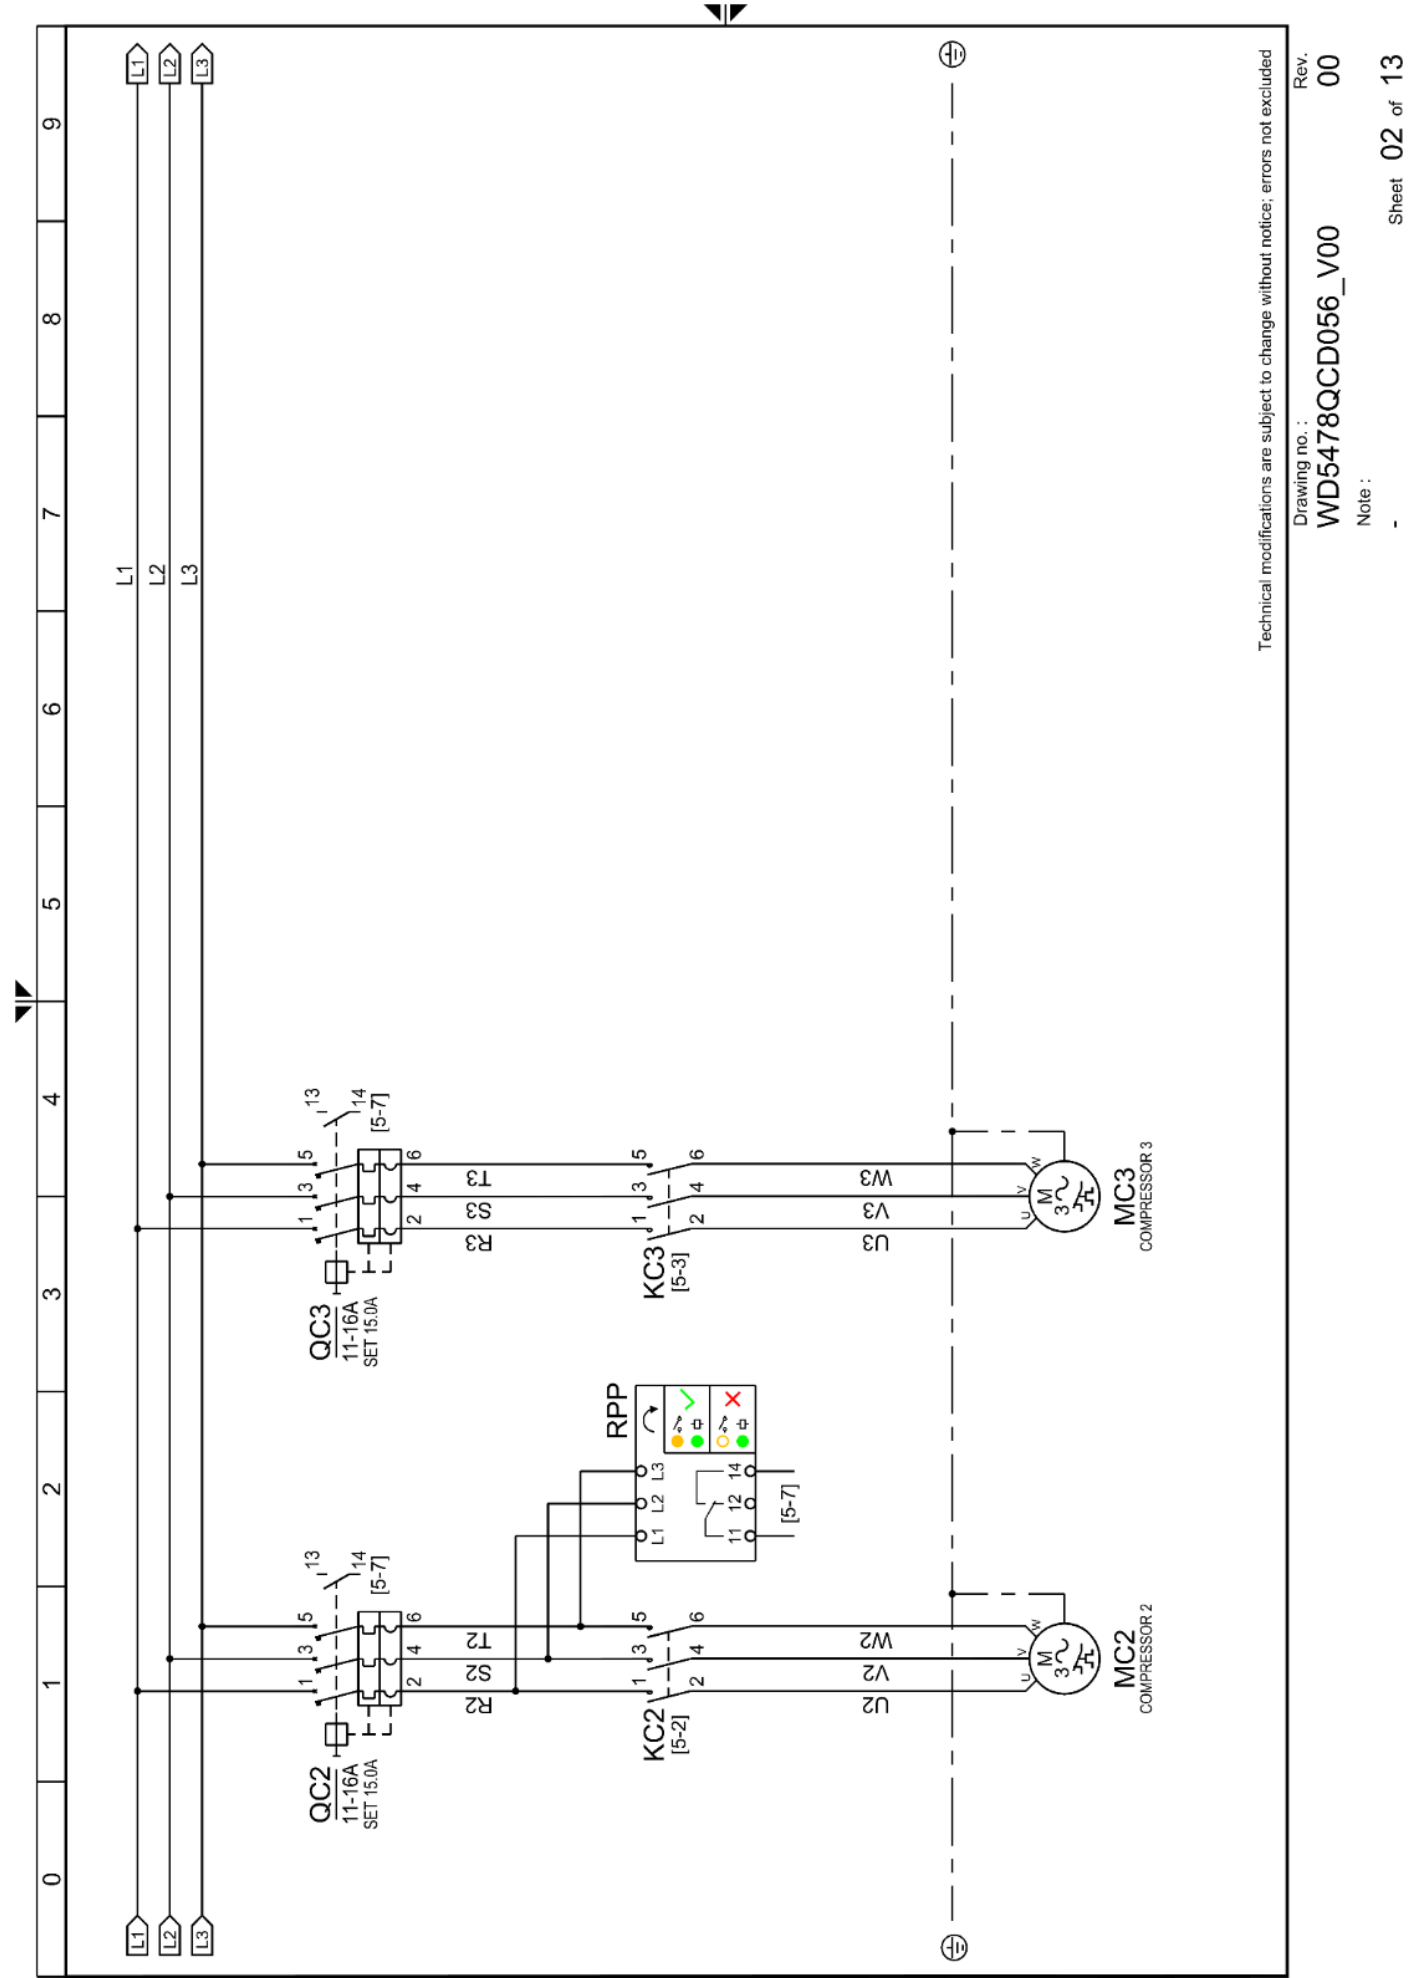 0 1 2 3 4 5 6 7 8 9
L1 L1 L1
L2 L2 L2
L3 L3 L3
QC2
11-16A
SET 15.0A
1 3 5 13
2 4 6 14
[5-7]
R2 S2 T2
QC3
11-16A
SET 15.0A
1 3 5 13
2 4 6 14
[5-7]
R3 S3 T3
RPP
L1 L2 L3
11 12 14
[5-7]
KC2
[5-2]
1 3 5
2 4 6
U2 V2 W2
KC3
[5-3]
1 3 5
2 4 6
U3 V3 W3
U V W
M
3
MC2
COMPRESSOR 2
U V W
M
3
MC3
COMPRESSOR 3
Technical modifications are subject to change without notice; errors not excluded
Drawing no. :
WD5478QCD056_V00
Rev.
00
Note :
-
Sheet 02 of 13